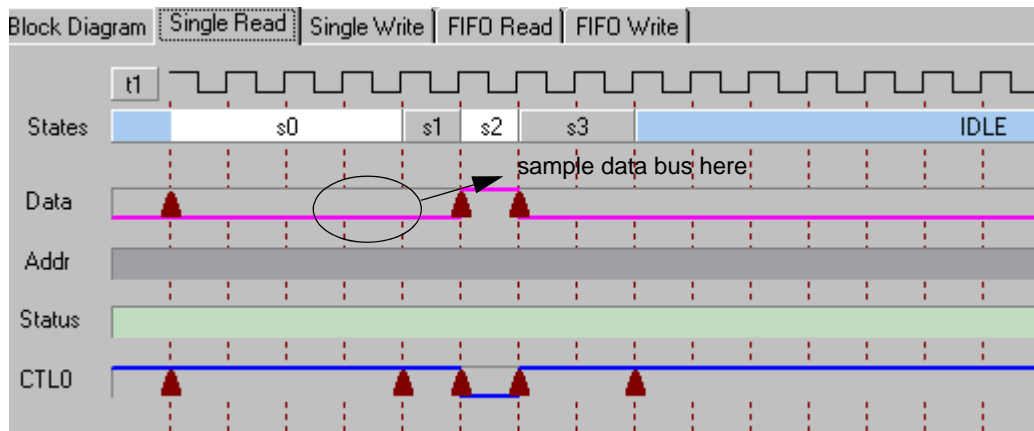 Block Diagram Single Read Single Write FIFO Read FIFO Write
t1
States s0 s1 s2 s3 IDLE
sample data bus here
Data
Addr
Status
CTL0